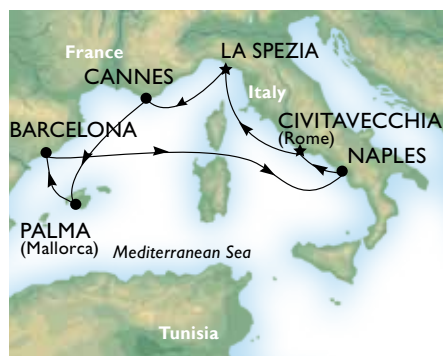 France
LA SPEZIA
CANNES
Italy
CIVITAVECCHIA
(Rome)
BARCELONA
NAPLES
PALMA
(Mallorca)
Mediterranean Sea
Tunisia